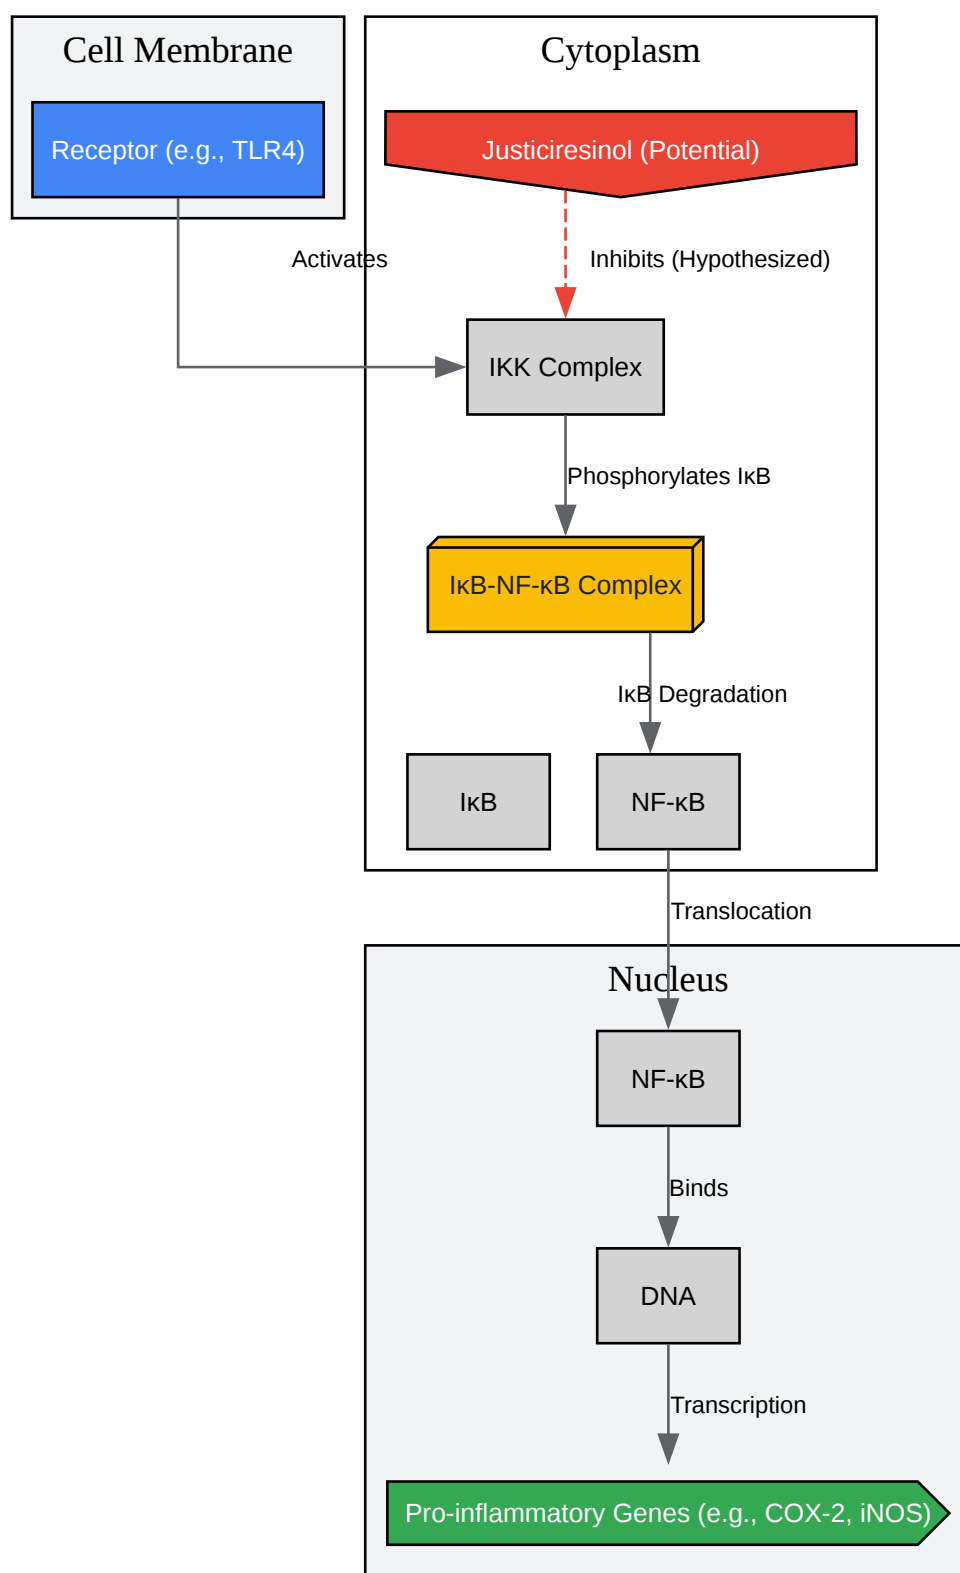 Cell Membrane
Cytoplasm
Receptor (e.g., TLR4)
Justiciresinol (Potential)
Activates
Inhibits (Hypothesized)
IKK Complex
Phosphorylates IκB
IκB-NF-κB Complex
IκB Degradation
IκB
NF-κB
Translocation
Nucleus
NF-κB
Binds
DNA
Transcription
Pro-inflammatory Genes (e.g., COX-2, iNOS)